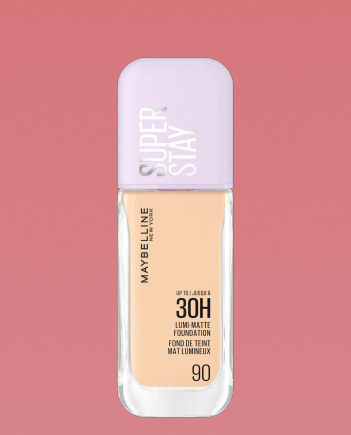 SUPER
STAY
MAYBELLINE
NEW YORK
UP TO / JUSQU'À
30H
LUMI-MATTE
FOUNDATION
FOND DE TEINT
MAT LUMINEUX
90